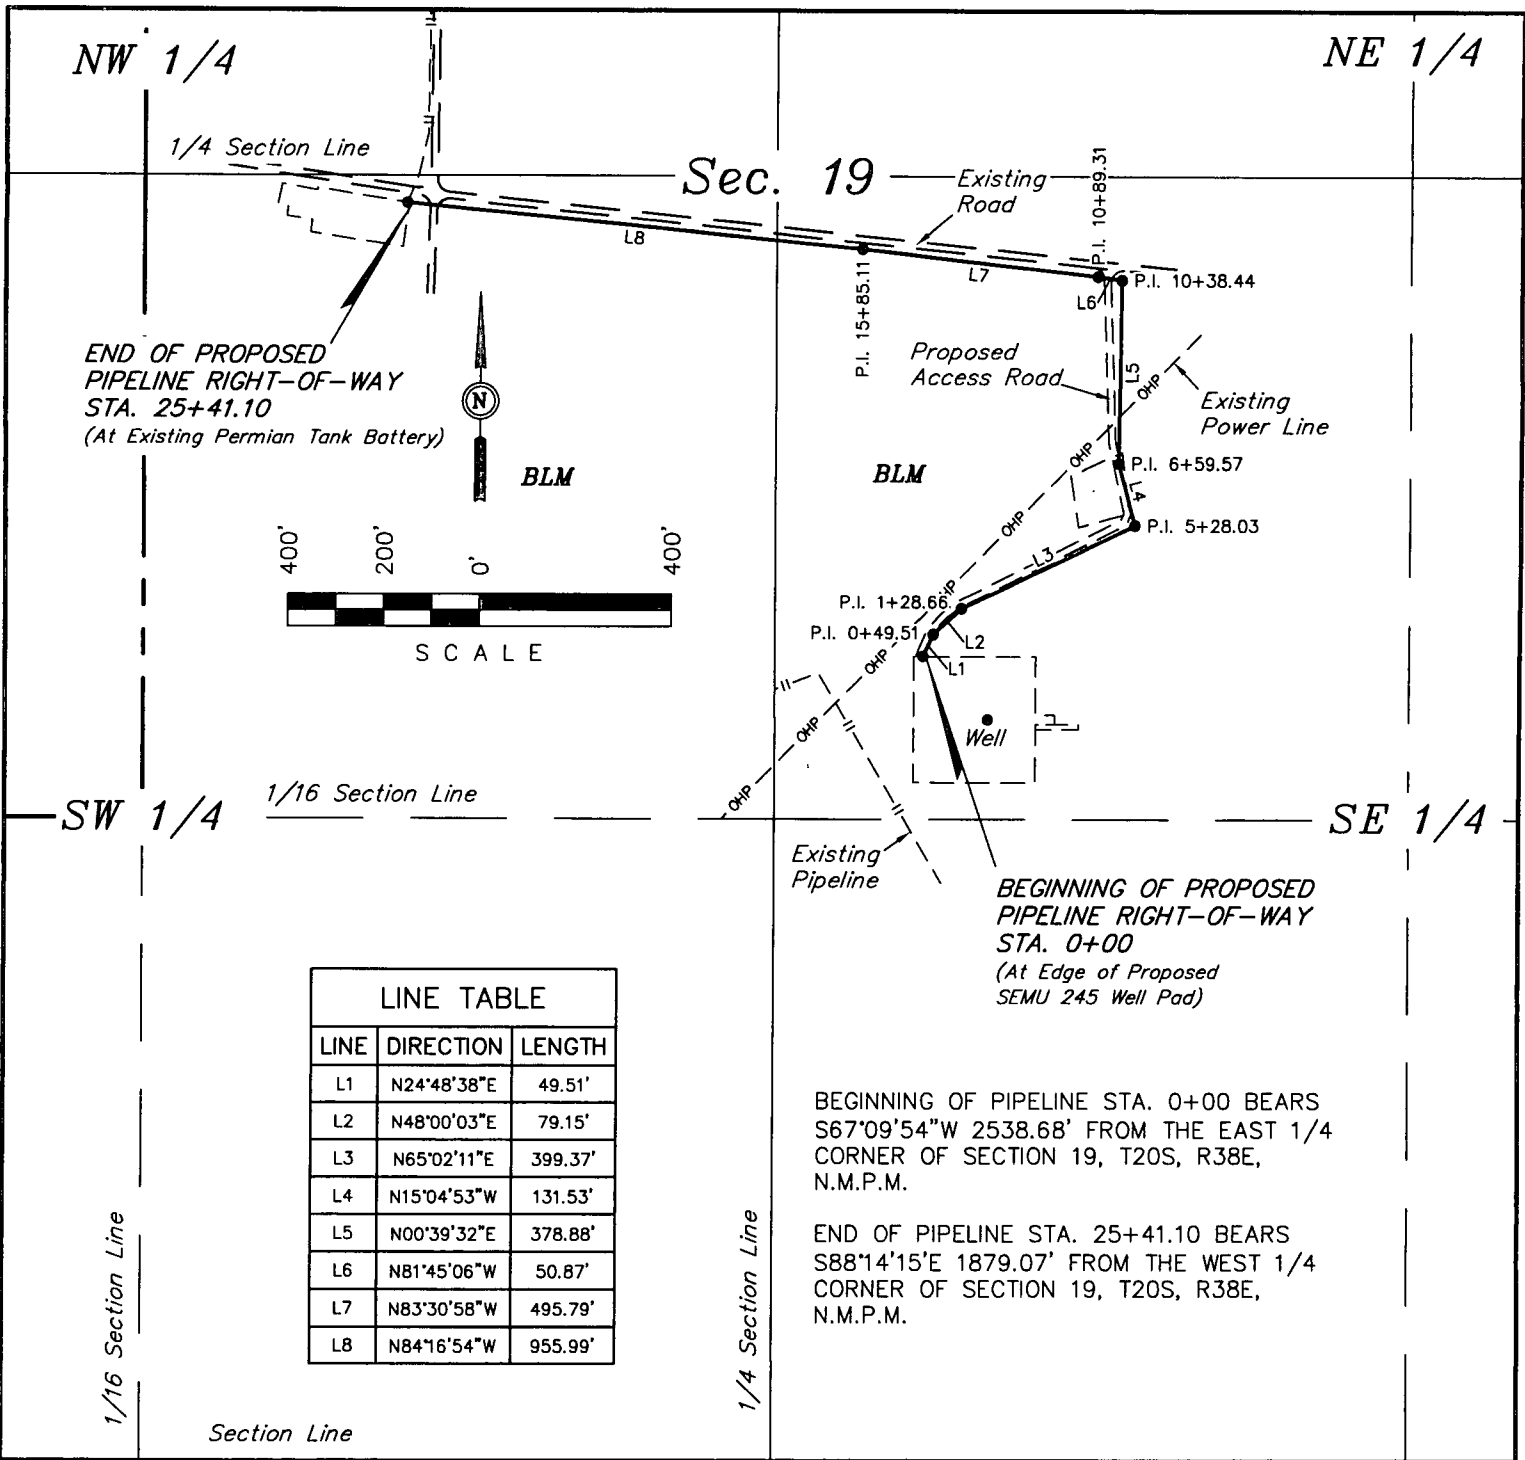 NW 1/4
NE 1/4
1/4 Section Line
Sec. 19
Existing
Road
P.I. 10+89.31
L8
L7
L6
P.I. 10+38.44
P.I. 15+85.11
END OF PROPOSED
PIPELINE RIGHT-OF-WAY
STA. 25+41.10
(At Existing Permian Tank Battery)
N
Proposed
Access Road
L5
OHP
Existing
Power Line
BLM
BLM
OHP
P.I. 6+59.57
L4
OHP
P.I. 5+28.03
400'
200'
0'
400'
SCALE
L3
OHP
P.I. 1+28.66
P.I. 0+49.51
L2
L1
OHP
OHP
Well
OHP
SW 1/4
1/16 Section Line
SE 1/4
Existing
Pipeline
BEGINNING OF PROPOSED
PIPELINE RIGHT-OF-WAY
STA. 0+00
(At Edge of Proposed
SEMU 245 Well Pad)
LINE TABLE
LINE DIRECTION LENGTH
L1 N24°48'38"E 49.51'
L2 N48°00'03"E 79.15'
L3 N65°02'11"E 399.37'
L4 N15°04'53"W 131.53'
L5 N00°39'32"E 378.88'
L6 N81°45'06"W 50.87'
L7 N83°30'58"W 495.79'
L8 N84°16'54"W 955.99'
BEGINNING OF PIPELINE STA. 0+00 BEARS
S67°09'54"W 2538.68' FROM THE EAST 1/4
CORNER OF SECTION 19, T20S, R38E,
N.M.P.M.
END OF PIPELINE STA. 25+41.10 BEARS
S88°14'15'E 1879.07' FROM THE WEST 1/4
CORNER OF SECTION 19, T20S, R38E,
N.M.P.M.
1/16 Section Line
1/4 Section Line
Section Line